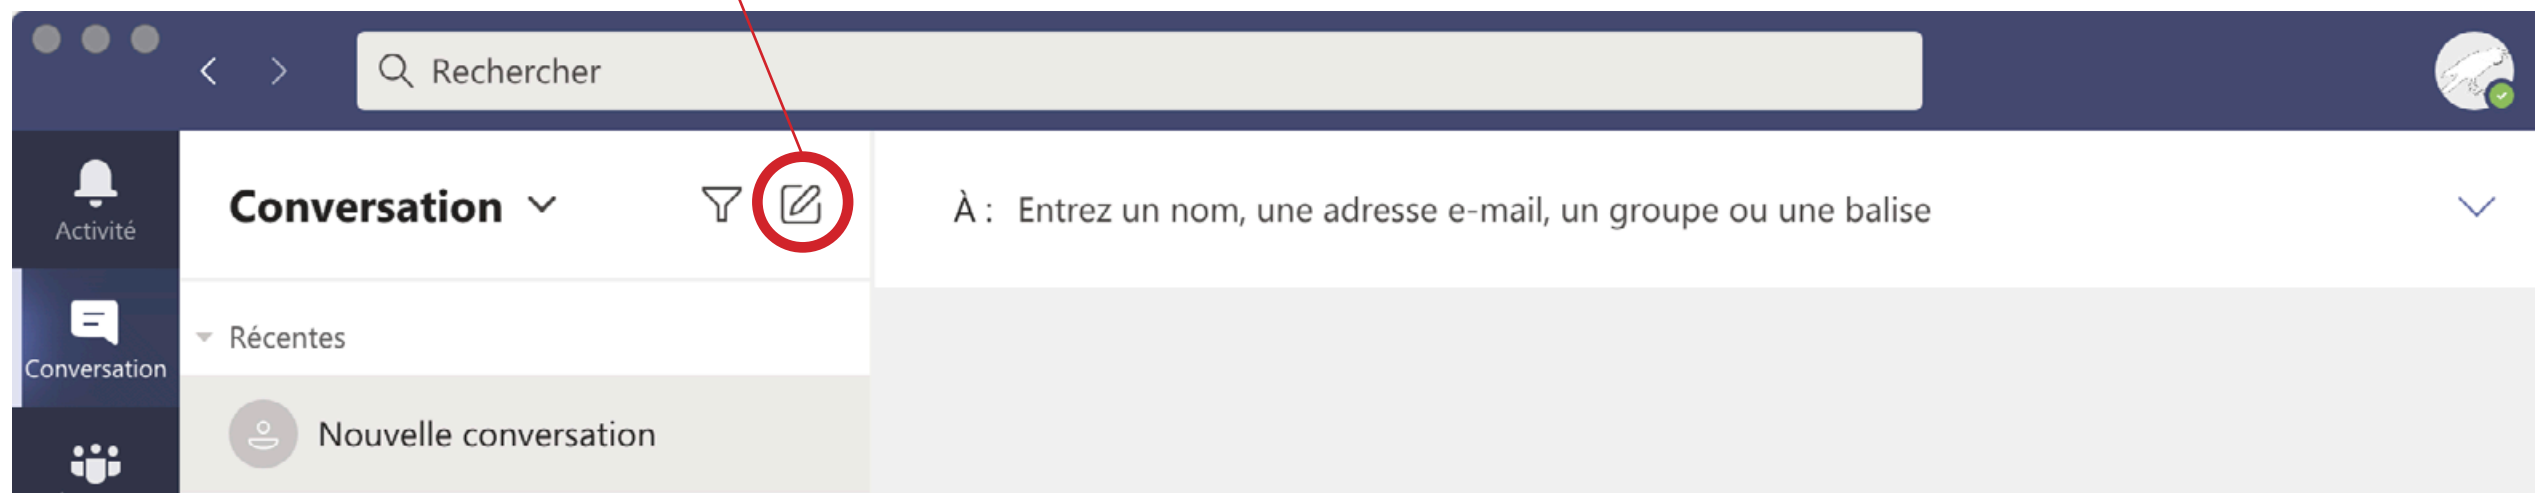 Rechercher
Activité
Conversation
À : Entrez un nom, une adresse e-mail, un groupe ou une balise
Conversation
Récentes
Nouvelle conversation